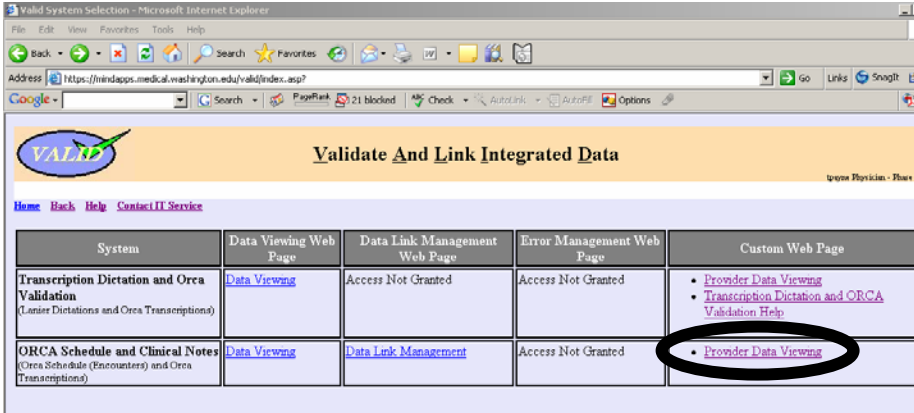 Valid System Selection - Microsoft Internet Explorer
File Edit View Favorites Tools Help
Back Search Favorites
Address https://mindapps.medical.washington.edu/valid/index.asp? Go Links SnagIt
Google Search PageRank 121 blocked Check AutoLink AutoFill Options
VALID
Validate And Link Integrated Data
Physician - Phase
Home Back Help Contact IT Service
System
Data Viewing Web Page
Data Link Management Web Page
Error Management Web Page
Custom Web Page
Transcription Dictation and Orca Validation
(Lanier Dictations and Orca Transcriptions)
Data Viewing
Access Not Granted
Access Not Granted
Provider Data Viewing
Transcription Dictation and ORCA
Validation Help
ORCA Schedule and Clinical Notes
(Orca Schedule (Encounters) and Orca
Transcriptions)
Data Viewing
Data Link Management
Access Not Granted
Provider Data Viewing